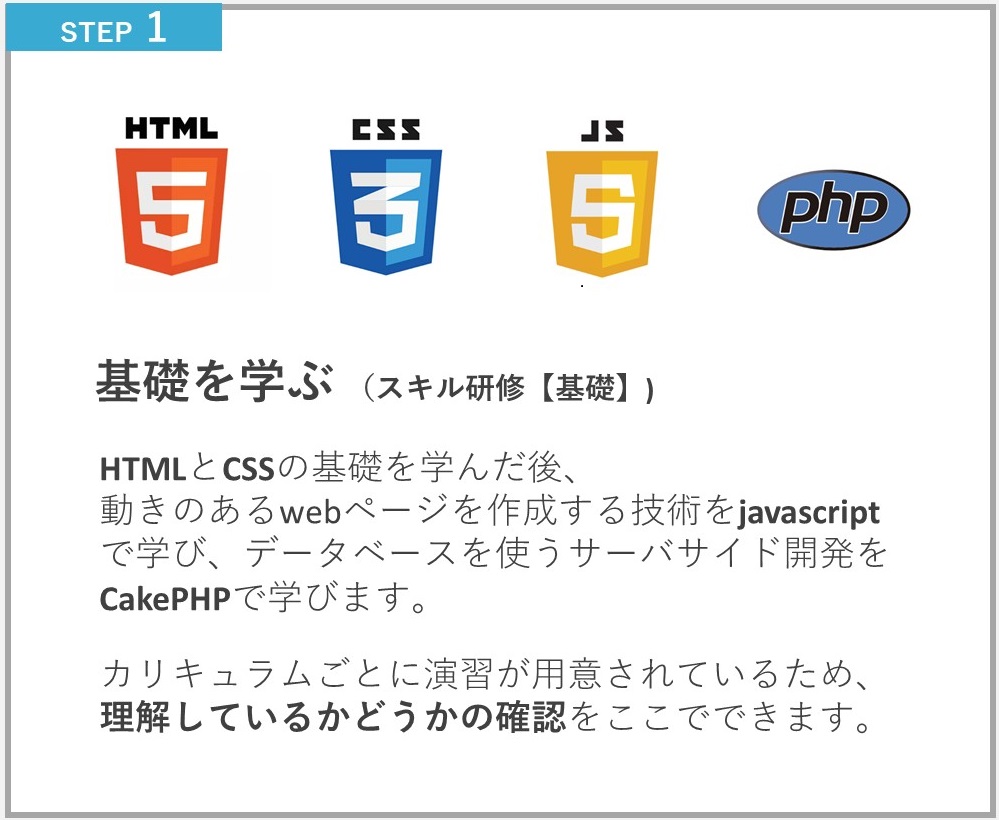 STEP 1
HTML
CSS
JS
5
3
5
php
基礎を学ぶ （スキル研修【基礎】)
HTMLとCSSの基礎を学んだ後、
動きのあるwebページを作成する技術をjavascript
で学び、データベースを使うサーバサイド開発を
CakePHPで学びます。
カリキュラムごとに演習が用意されているため、
理解しているかどうかの確認をここでできます。